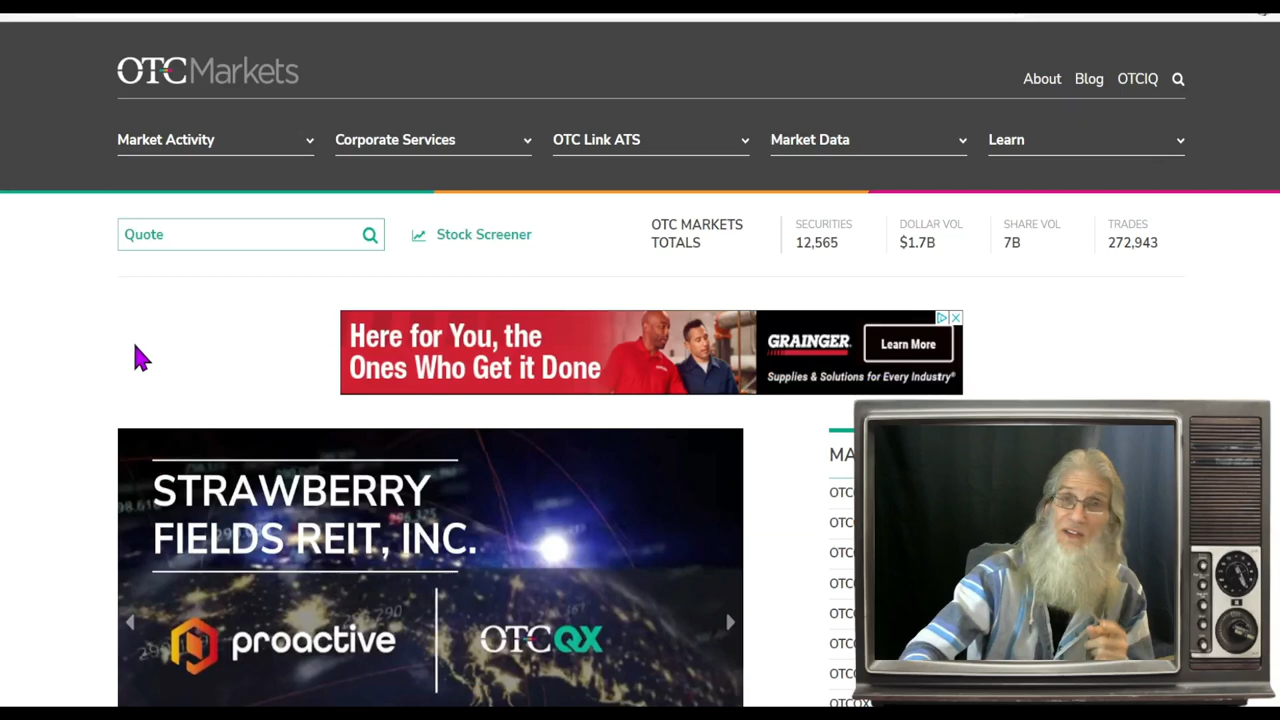 OTCMarkets
About Blog OTCIQ
Market Activity Corporate Services OTC Link ATS Market Data Learn
Quote
Stock Screener
OTC MARKETS
TOTALS
SECURITIES
12,565
DOLLAR VOL
$1.7B
SHARE VOL
7B
TRADES
272,943
Here for You, the
Ones Who Get it Done
GRAINGER
Learn More
Supplies & Solutions for Every Industry®
STRAWBERRY
FIELDS REIT, INC.
proactive
OTCQX